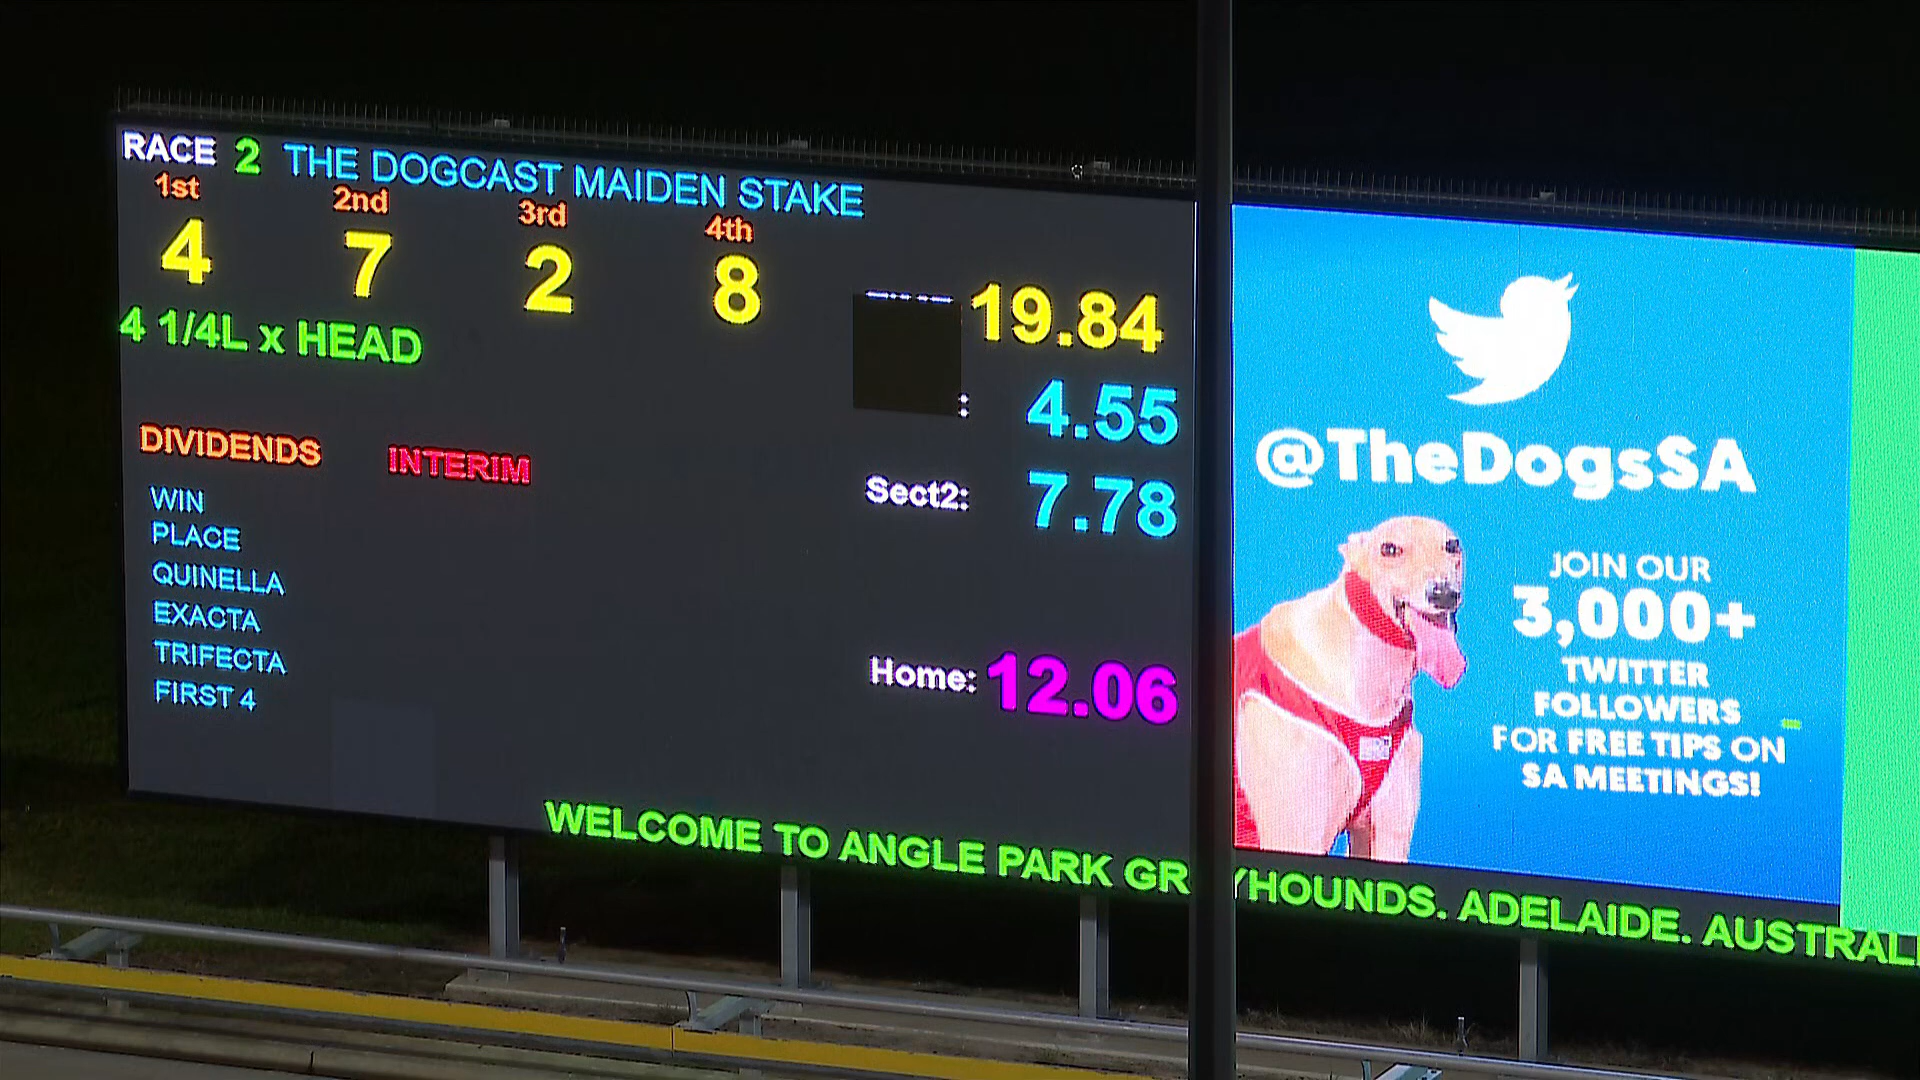 RACE 2 THE DOGCAST MAIDEN STAKE
1st 2nd 3rd 4th
4 7 2 8
4 1/4L x HEAD
19.84
: 4.55
Sect2: 7.78
Home: 12.06
DIVIDENDS INTERIM
WIN
PLACE
QUINELLA
EXACTA
TRIFECTA
FIRST 4
@TheDogsSA
JOIN OUR
3,000+
TWITTER
FOLLOWERS
FOR FREE TIPS ON
SA MEETINGS!
WELCOME TO ANGLE PARK GR YHOUNDS. ADELAIDE. AUSTRAL